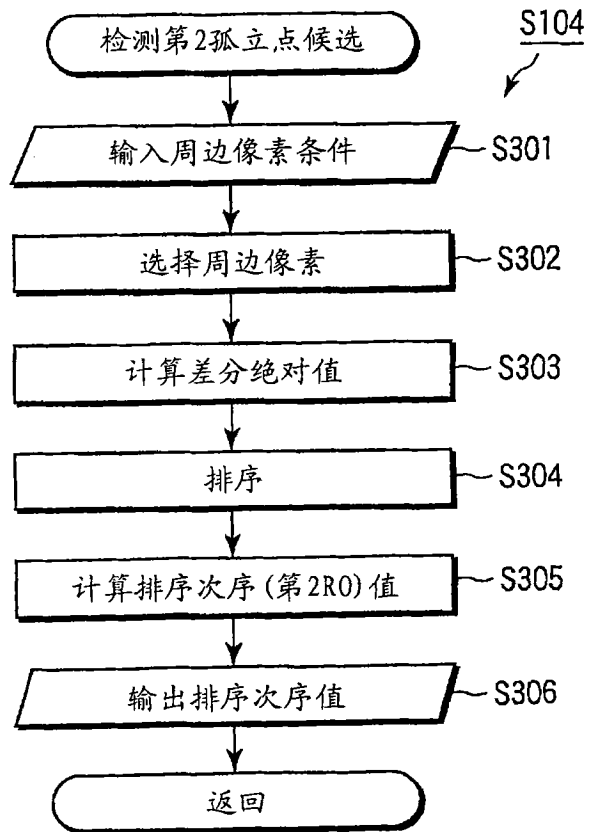 S104
检测第2孤立点候选
输入周边像素条件
S301
选择周边像素
S302
计算差分绝对值
S303
排序
S304
计算排序次序(第2RO)值
S305
输出排序次序值
S306
返回